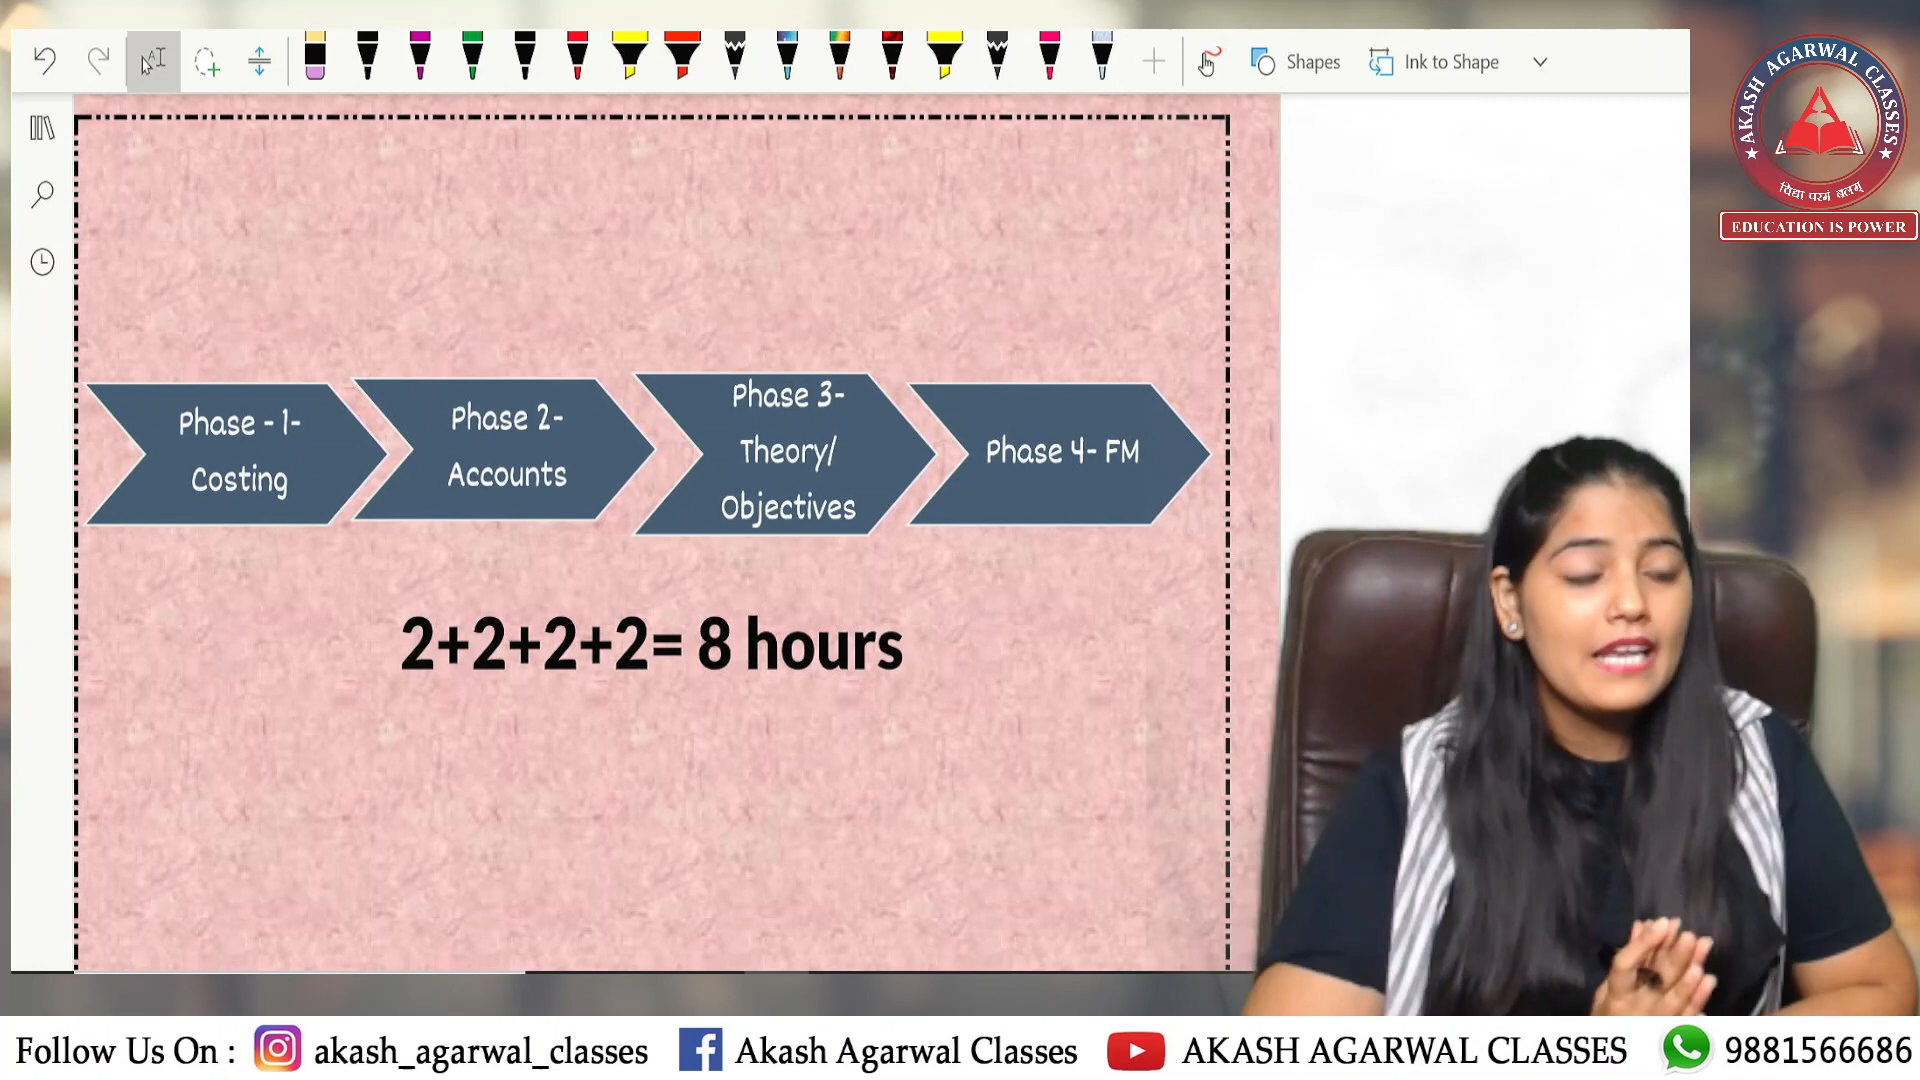 Shapes
Ink to Shape
AKASH AGARWAL CLASSES
विद्या परमं बलम्
EDUCATION IS POWER
Phase - 1-
Costing
Phase 2-
Accounts
Phase 3-
Theory/
Objectives
Phase 4- FM
2+2+2+2= 8 hours
Follow Us On : akash_agarwal_classes Akash Agarwal Classes AKASH AGARWAL CLASSES 9881566686